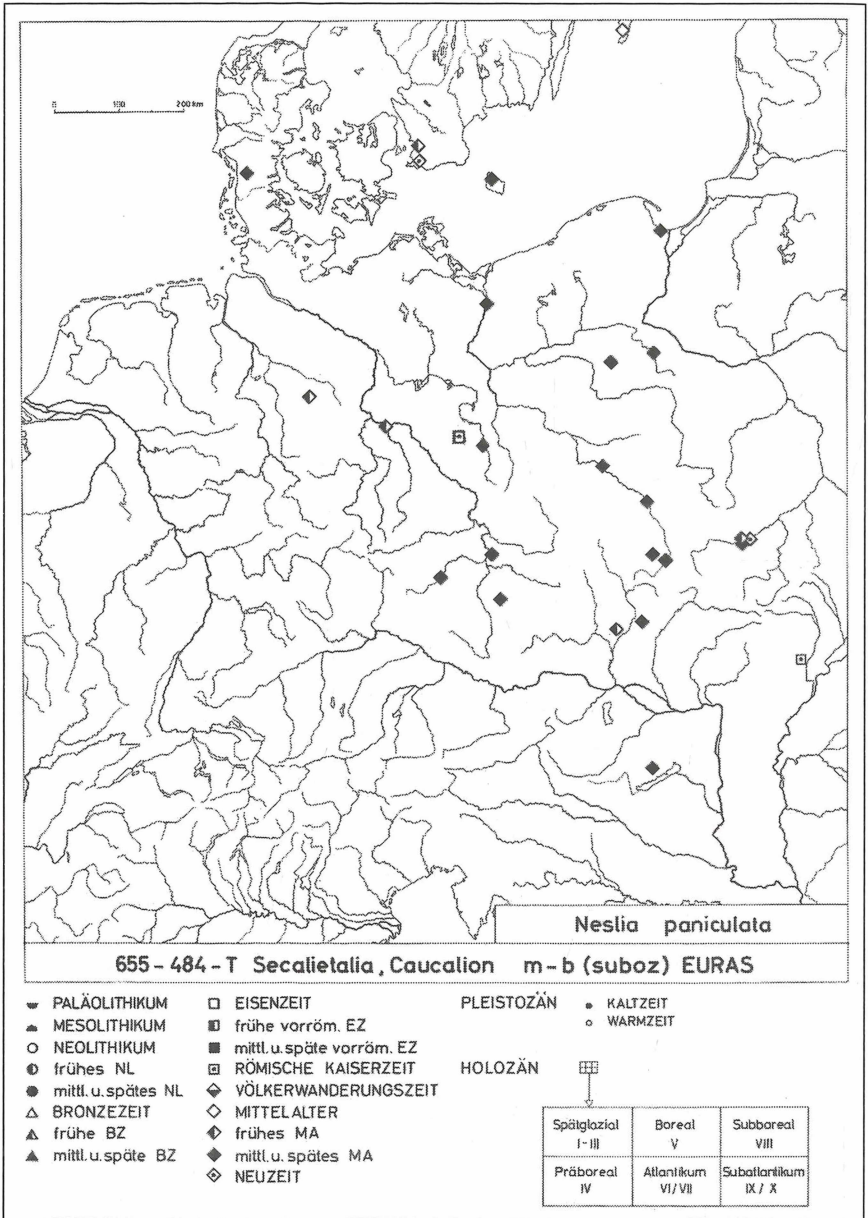 0 100 200 km
Neslia paniculata
655-484-T Secalietalia, Caucalion m-b (suboz) EURAS
PALÄOLITHIKUM
MESOLITHIKUM
NEOLITHIKUM
frühes NL
mittl. u. spätes NL
BRONZEZEIT
frühe BZ
mittl. u. späte BZ
EISENZEIT
frühe vorröm. EZ
mittl. u. späte vorröm. EZ
RÖMISCHE KAISERZEIT
VÖLKERWANDERUNGSZEIT
MITTELALTER
frühes MA
mittl. u. spätes MA
NEUZEIT
PLEISTOZÄN
KALTZEIT
WARMZEIT
HOLOZÄN
Spätglazial
I-III
Boreal
V
Subboreal
VIII
Präboreal
IV
Atlantikum
VI/VII
Subatlantikum
IX / X